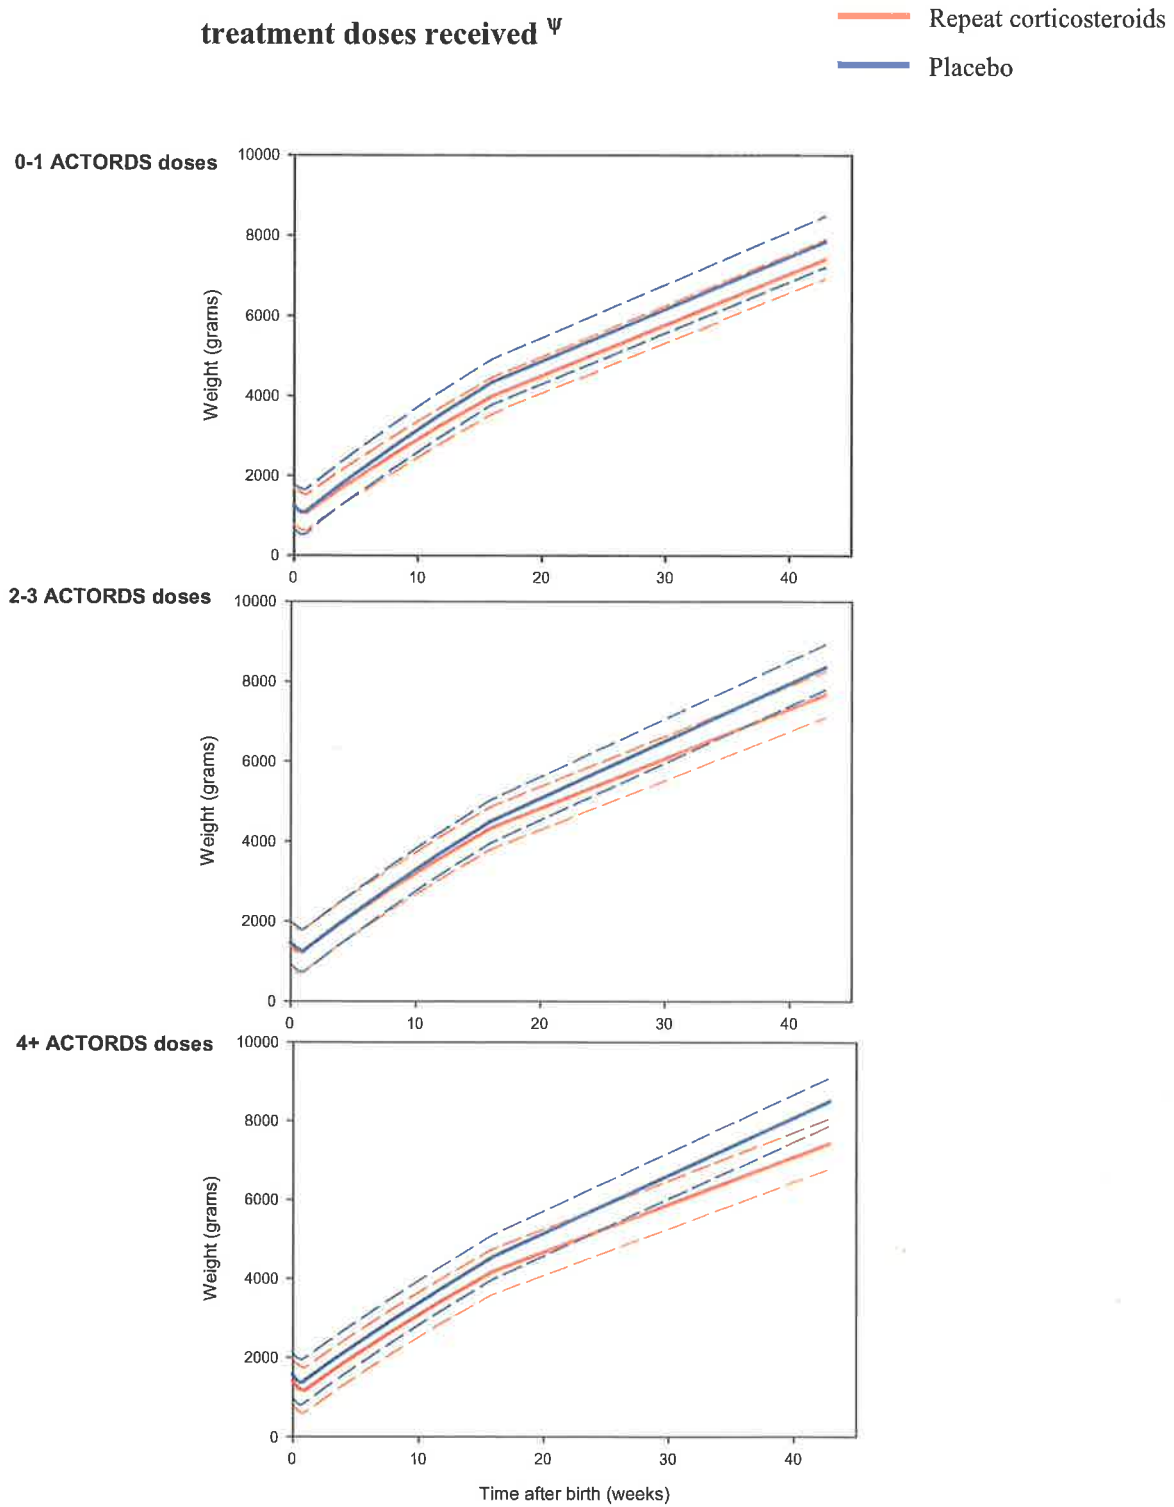 treatment doses received ψ
Repeat corticosteroids
Placebo
0-1 ACTORDS doses
10000
8000
6000
4000
2000
0
Weight (grams)
0 10 20 30 40
2-3 ACTORDS doses
10000
8000
6000
4000
2000
0
Weight (grams)
0 10 20 30 40
4+ ACTORDS doses
10000
8000
6000
4000
2000
0
Weight (grams)
0 10 20 30 40
Time after birth (weeks)